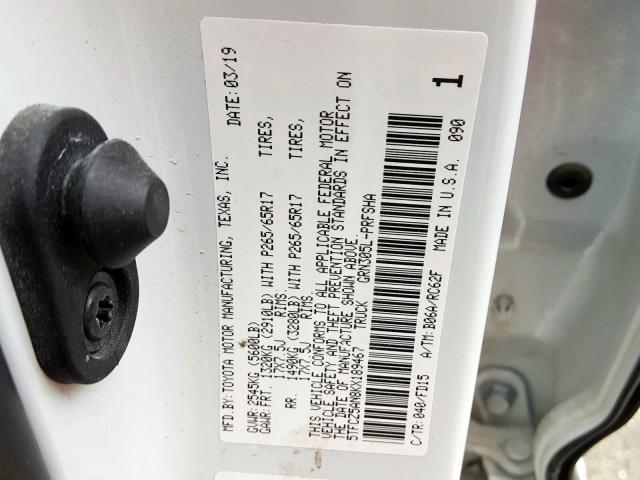 MFD.BY: TOYOTA MOTOR MANUFACTURING, TEXAS, INC. DATE: 03/19
GVWR: 2545KG (5600LB)
GAWR: FRT. 1320KG (2910LB) WITH P265/65R17 TIRES,
17X7.5J RIMS
RR. 1490KG (3280LB) WITH P265/65R17 TIRES,
17X7.5J RIMS
THIS VEHICLE CONFORMS TO ALL APPLICABLE FEDERAL MOTOR
VEHICLE SAFETY AND THEFT PREVENTION STANDARDS IN EFFECT ON
THE DATE OF MANUFACTURE SHOWN ABOVE.
5TFCZ5AN8KX189467 TRUCK GRN305L-PRFSHA
C/TR: 040/FD15 A/TM: B06A/RC62F MADE IN U.S.A. 090 1